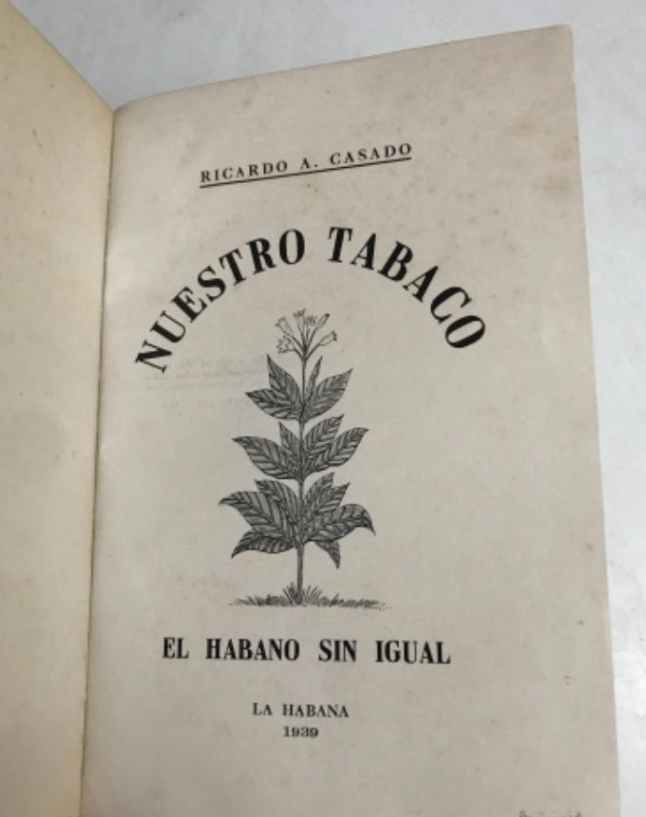 RICARDO A. CASADO
NUESTRO TABACO
EL HABANO SIN IGUAL
LA HABANA
1939